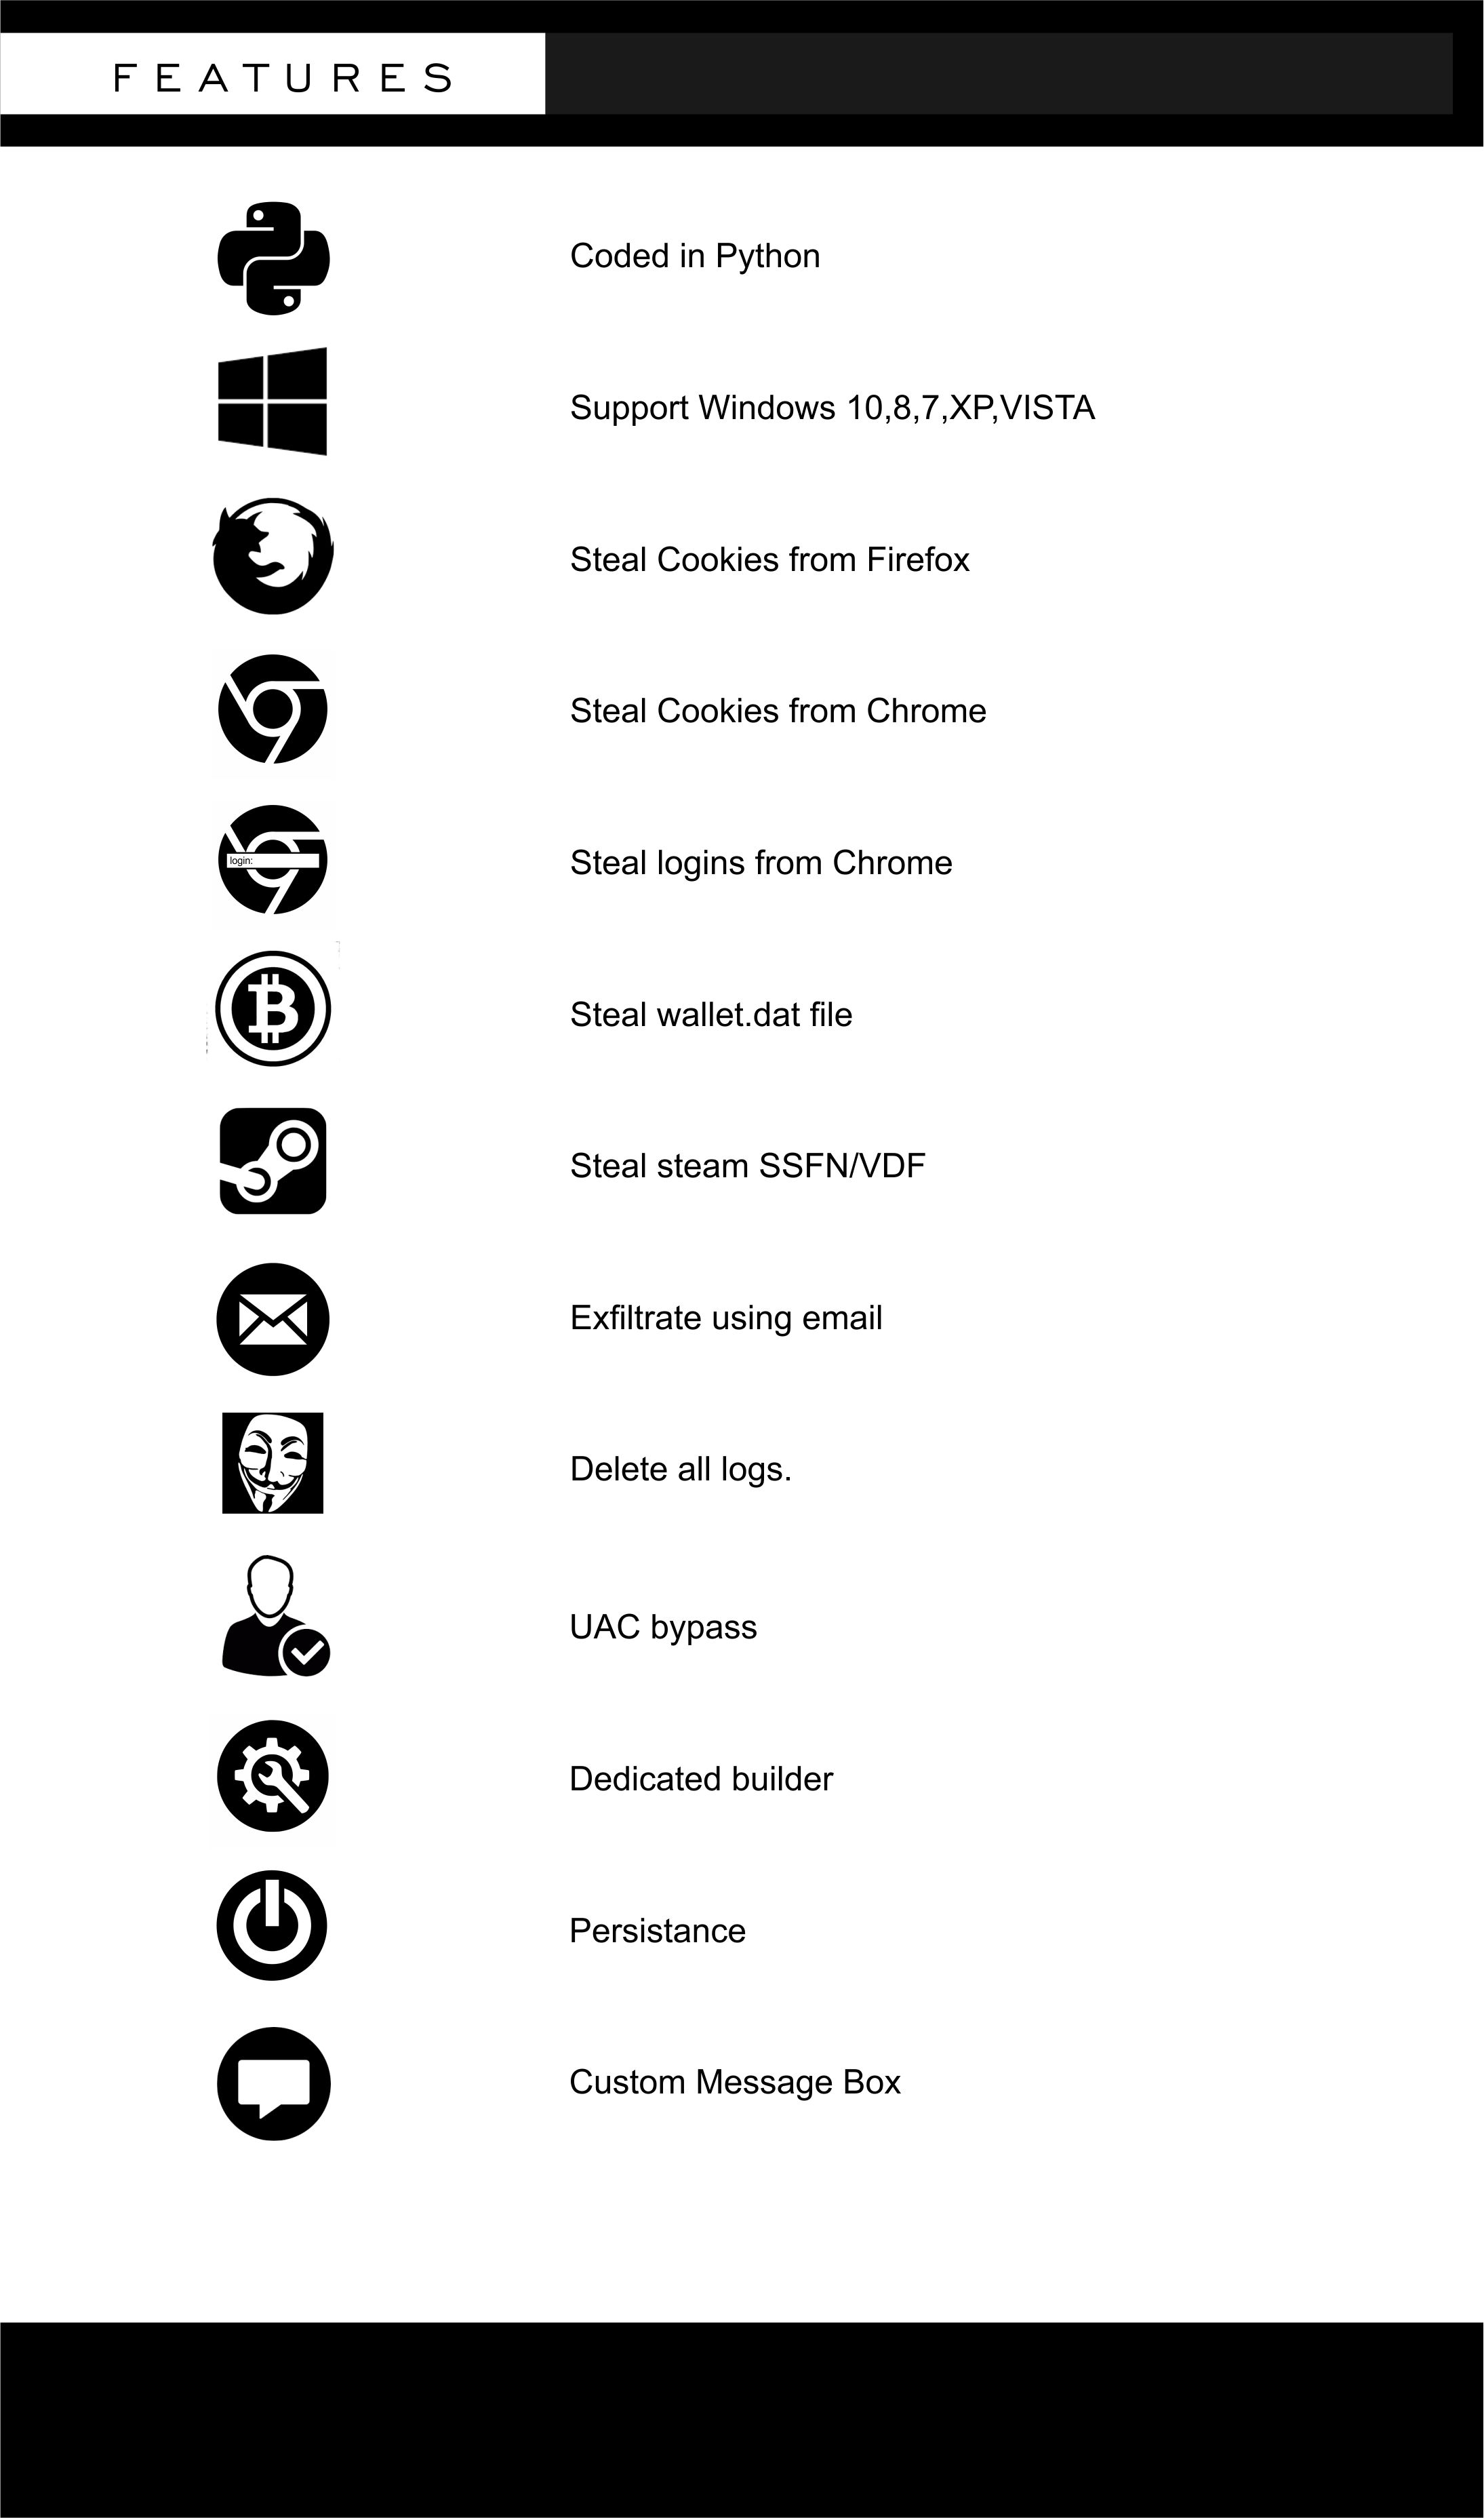 FEATURES
Coded in Python
Support Windows 10,8,7,XP,VISTA
Steal Cookies from Firefox
Steal Cookies from Chrome
login:
Steal logins from Chrome
Steal wallet.dat file
Steal steam SSFN/VDF
Exfiltrate using email
Delete all logs.
UAC bypass
Dedicated builder
Persistance
Custom Message Box